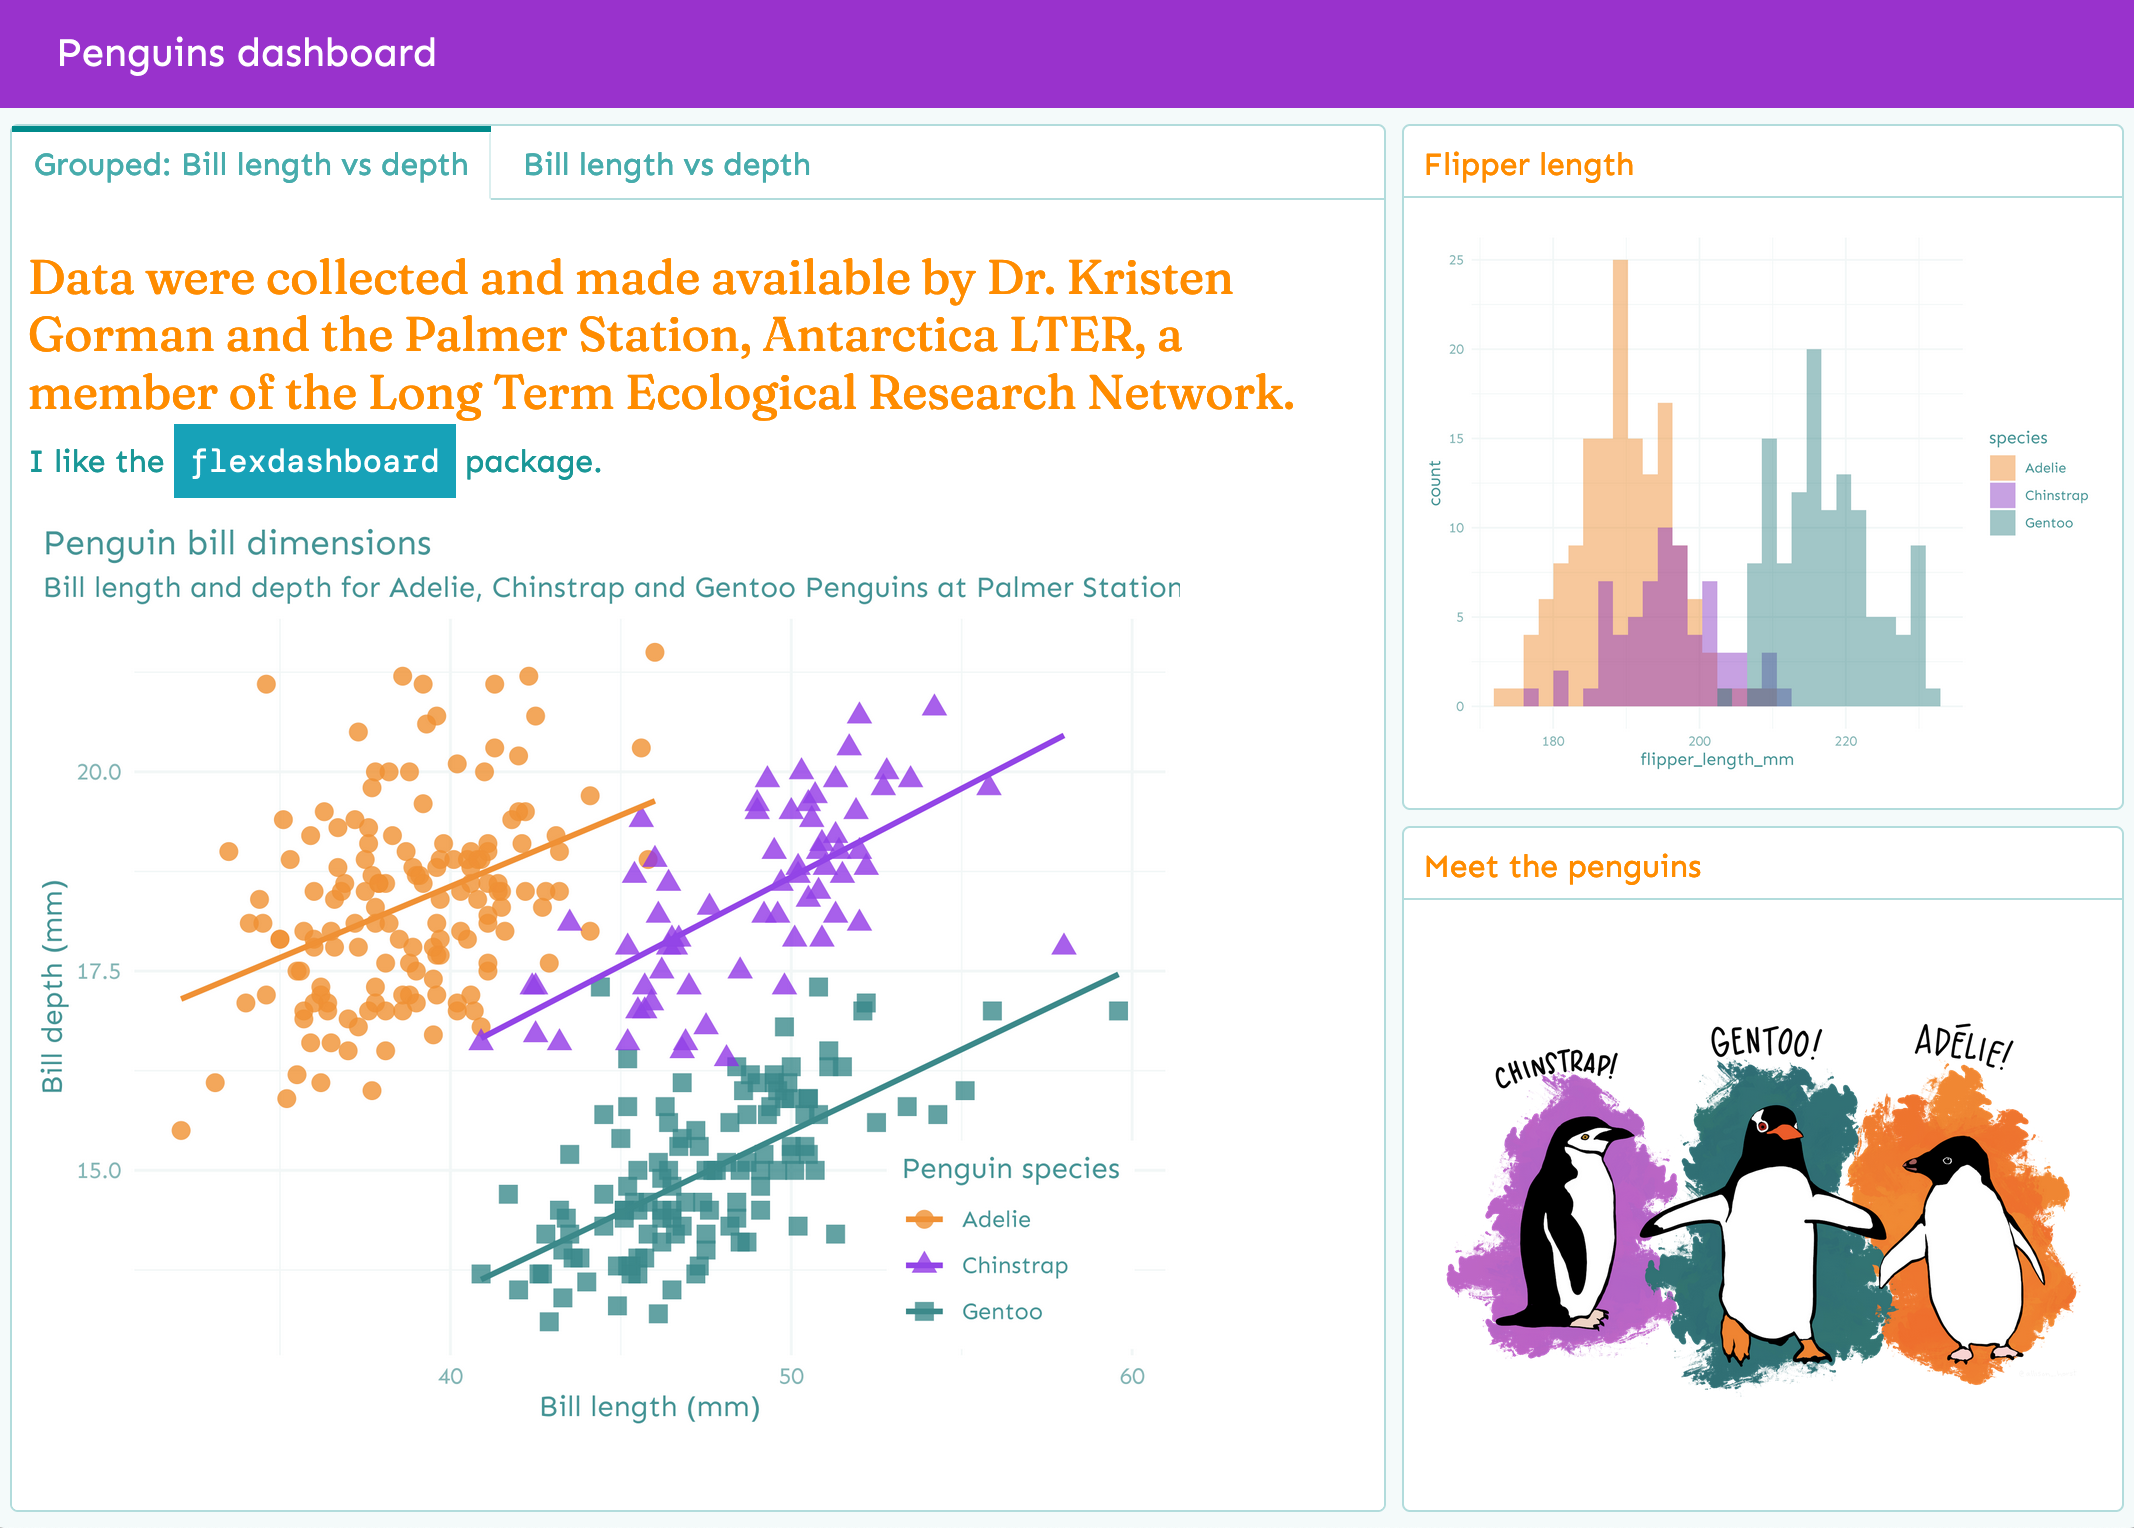 Penguins dashboard
Grouped: Bill length vs depth
Bill length vs depth
Data were collected and made available by Dr. Kristen
Gorman and the Palmer Station, Antarctica LTER, a
member of the Long Term Ecological Research Network.
I like the flexdashboard package.
Penguin bill dimensions
Bill length and depth for Adelie, Chinstrap and Gentoo Penguins at Palmer Station
Bill depth (mm)
20.0
17.5
15.0
40
50
60
Bill length (mm)
Penguin species
Adelie
Chinstrap
Gentoo
Flipper length
count
25
20
15
10
5
0
180
200
220
flipper_length_mm
species
Adelie
Chinstrap
Gentoo
Meet the penguins
CHINSTRAP!
GENTOO!
ADĒLIE!